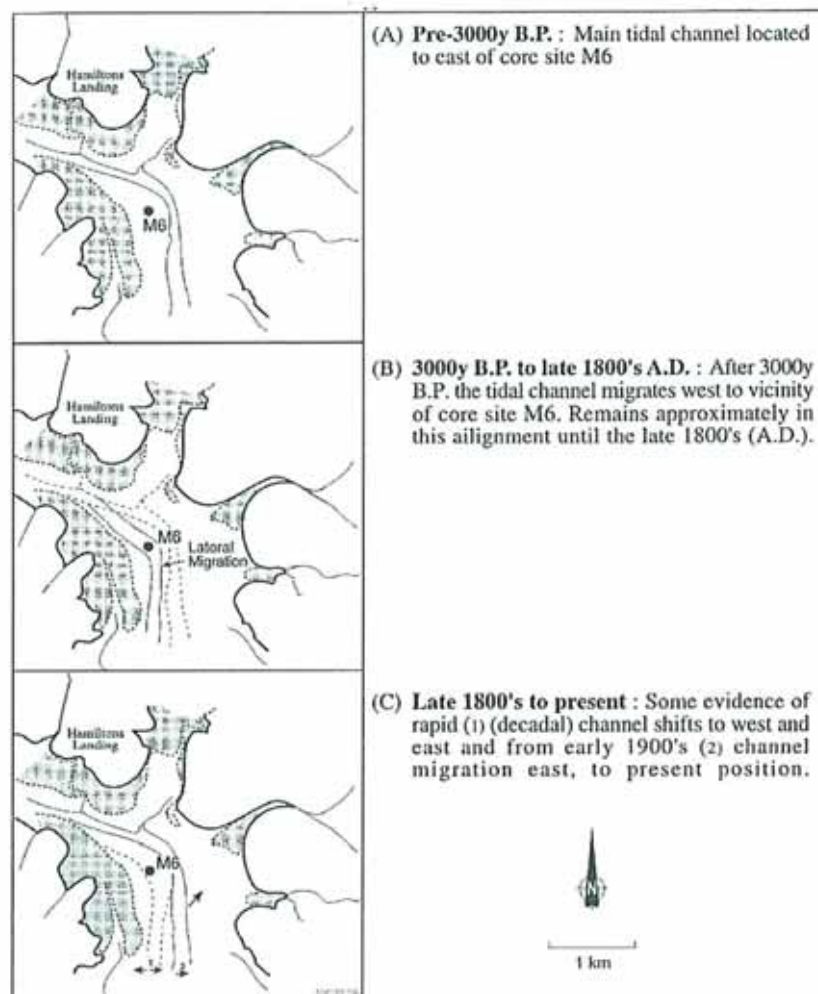 (A) Pre-3000y B.P. : Main tidal channel located
to east of core site M6
Hamiltons
Landing
M6
(B) 3000y B.P. to late 1800's A.D. : After 3000y
B.P. the tidal channel migrates west to vicinity
of core site M6. Remains approximately in
this ailignment until the late 1800's (A.D.).
Hamiltons
Landing
M6
Latoral
Migration
(C) Late 1800's to present : Some evidence of
rapid (1) (decadal) channel shifts to west and
east and from early 1900's (2) channel
migration east, to present position.
Hamiltons
Landing
M6
1
2
N
1 km